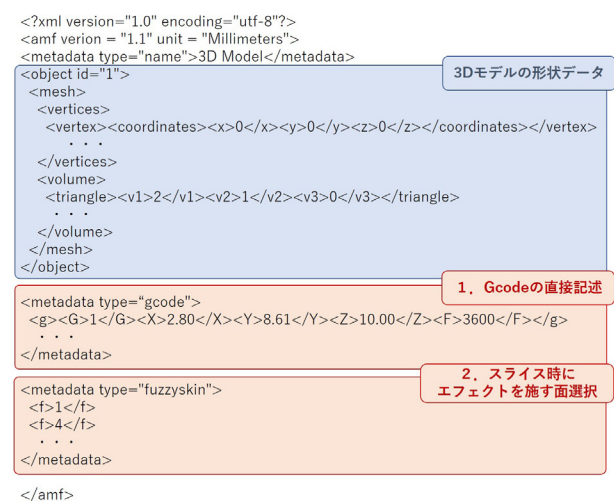 <?xml version="1.0" encoding="utf-8"?>
<amf verion = "1.1" unit = "Millimeters">
<metadata type="name">3D Model</metadata>
3Dモデルの形状データ
<object id="1">
<mesh>
<vertices>
<vertex><coordinates><x>0</x><y>0</y><z>0</z></coordinates></vertex>
・・・
</vertices>
<volume>
<triangle><v1>2</v1><v2>1</v2><v3>0</v3></triangle>
・・・
</volume>
</mesh>
</object>
1．Gcodeの直接記述
<metadata type=“gcode">
<g><G>1</G><X>2.80</X><Y>8.61</Y><Z>10.00</Z><F>3600</F></g>
・・・
</metadata>
2．スライス時に
エフェクトを施す面選択
<metadata type="fuzzyskin">
<f>1</f>
<f>4</f>
・・・
</metadata>
</amf>